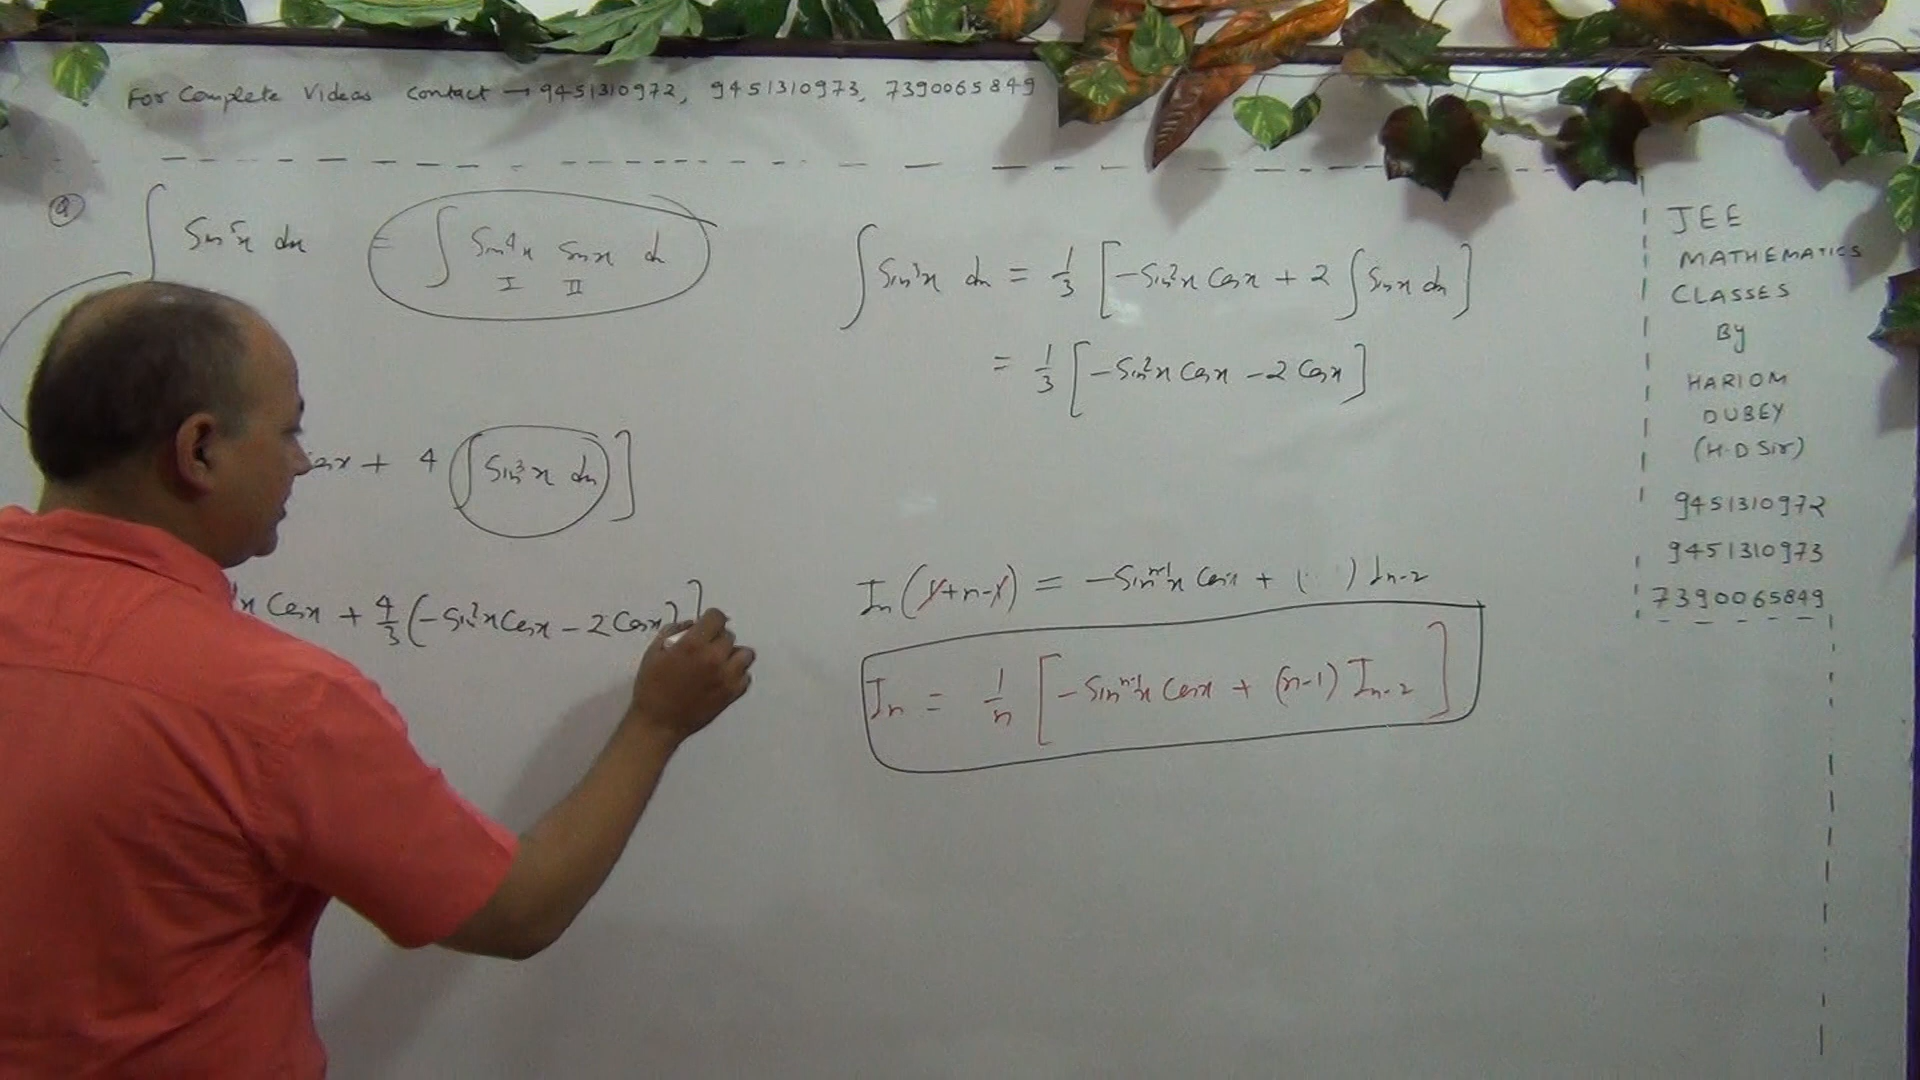 For Complete Videos Contact → 9451310972, 9451310973, 7390065849
Q ∫ Sin⁵x dx = ∫ Sin⁴x Sinx dx
I II
Cosx + 4 ∫ Sin³x dx ]
x Cosx + 4/3 (-Sin²x Cosx - 2 Cosx) ]
∫ Sin³x dx = 1/3 [ -Sin²x Cosx + 2 ∫ Sinx dx ]
= 1/3 [ -Sin²x Cosx - 2 Cosx ]
Iₙ (1+n-1) = -Sinⁿ⁻¹x Cosx + ( ) Iₙ₋₂
Iₙ = 1/n [ -Sinⁿ⁻¹x Cosx + (n-1) Iₙ₋₂ ]
JEE
MATHEMATICS
CLASSES
By
HARIOM
DUBEY
(H.D Sir)
9451310972
9451310973
7390065849